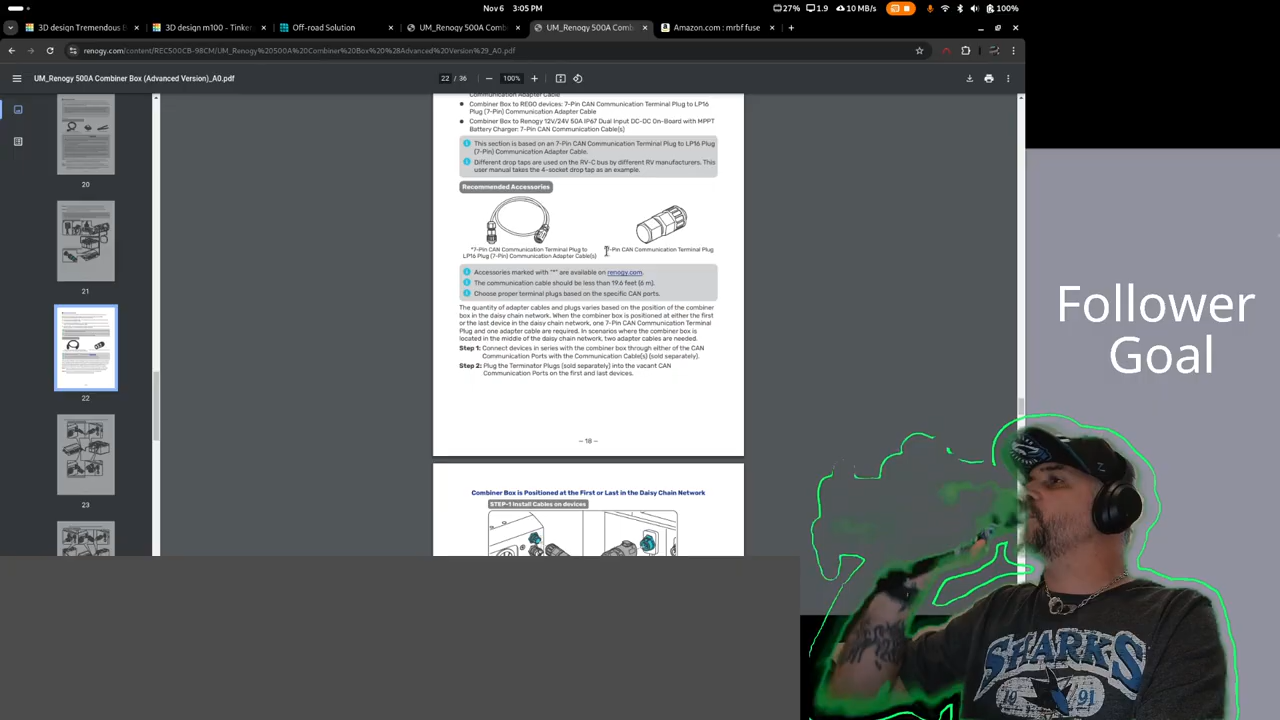 Nov 6 3:05 PM
27% 1.9 10 MB/s 100%
3D design Tremendous B
3D design m100 - Tinker
Off-road Solution
UM_Renoqy 500A Comb
UM_Renoqy 500A Comb
Amazon.com : mrbf fuse
renogy.com/content/REC500CB-98CM/UM_Renogy%20500A%20Combiner%20Box%20%28Advanced%20Version%29_A0.pdf
UM_Renogy 500A Combiner Box (Advanced Version)_A0.pdf
22 / 36
100%
20
21
22
23
Communication Adapter Cable
Combiner Box to REGO devices: 7-Pin CAN Communication Terminal Plug to LP16
Plug (7-Pin) Communication Adapter Cable
Combiner Box to Renogy 12V/24V 50A IP67 Dual Input DC-DC On-Board with MPPT
Battery Charger: 7-Pin CAN Communication Cable(s)
This section is based on an 7-Pin CAN Communication Terminal Plug to LP16 Plug
(7-Pin) Communication Adapter Cable.
Different drop taps are used on the RV-C bus by different RV manufacturers. This
user manual takes the 4-socket drop tap as an example.
Recommended Accessories
*7-Pin CAN Communication Terminal Plug to
LP16 Plug (7-Pin) Communication Adapter Cable(s)
7-Pin CAN Communication Terminal Plug
Accessories marked with "*" are available on renogy.com.
The communication cable should be less than 19.6 feet (6 m).
Choose proper terminal plugs based on the specific CAN ports.
The quantity of adapter cables and plugs varies based on the position of the combiner
box in the daisy chain network. When the combiner box is positioned at either the first
or the last device in the daisy chain network, one 7-Pin CAN Communication Terminal
Plug and one adapter cable are required. In scenarios where the combiner box is
located in the middle of the daisy chain network, two adapter cables are needed.
Step 1: Connect devices in series with the combiner box through either of the CAN
Communication Ports with the Communication Cable(s) (sold separately).
Step 2: Plug the Terminator Plugs (sold separately) into the vacant CAN
Communication Ports on the first and last devices.
— 18 —
Combiner Box is Positioned at the First or Last in the Daisy Chain Network
STEP-1 Install Cables on devices
Follower
Goal
SHARKS
19 91